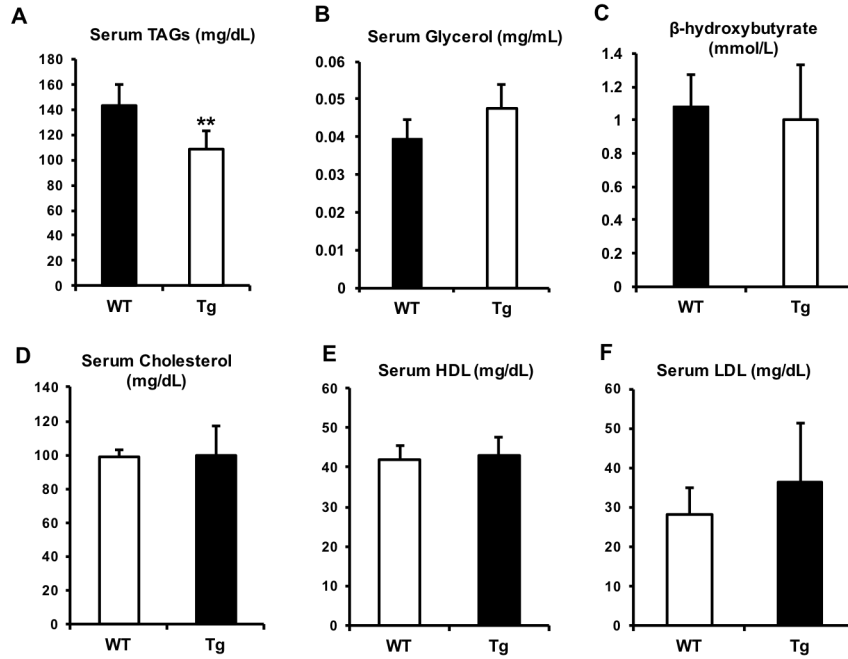 A
Serum TAGs (mg/dL)
180
160
140
120
100
80
60
40
20
0
**
WT
Tg
B
Serum Glycerol (mg/mL)
0.06
0.05
0.04
0.03
0.02
0.01
0
WT
Tg
C
β-hydroxybutyrate
(mmol/L)
1.4
1.2
1
0.8
0.6
0.4
0.2
0
WT
Tg
D
Serum Cholesterol
(mg/dL)
140
120
100
80
60
40
20
0
WT
Tg
E
Serum HDL (mg/dL)
60
50
40
30
20
10
0
WT
Tg
F
Serum LDL (mg/dL)
60
50
40
30
20
10
0
WT
Tg